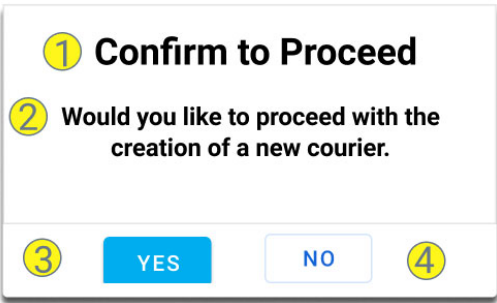 1 Confirm to Proceed
2 Would you like to proceed with the
creation of a new courier.
3 YES NO 4